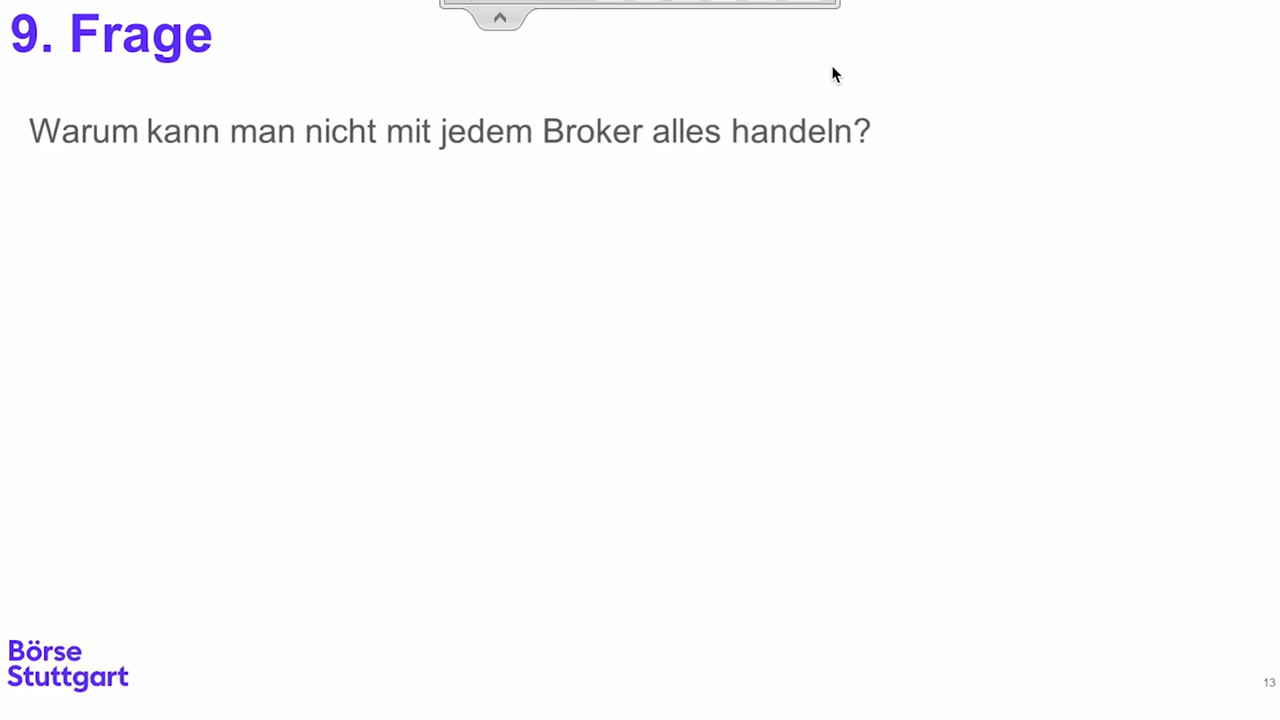 9. Frage
Warum kann man nicht mit jedem Broker alles handeln?
Börse
Stuttgart
13